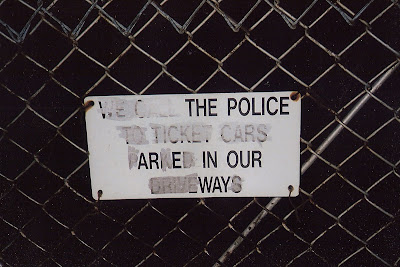 WE CALL THE POLICE
TO TICKET CARS
PARKED IN OUR
DRIVEWAYS